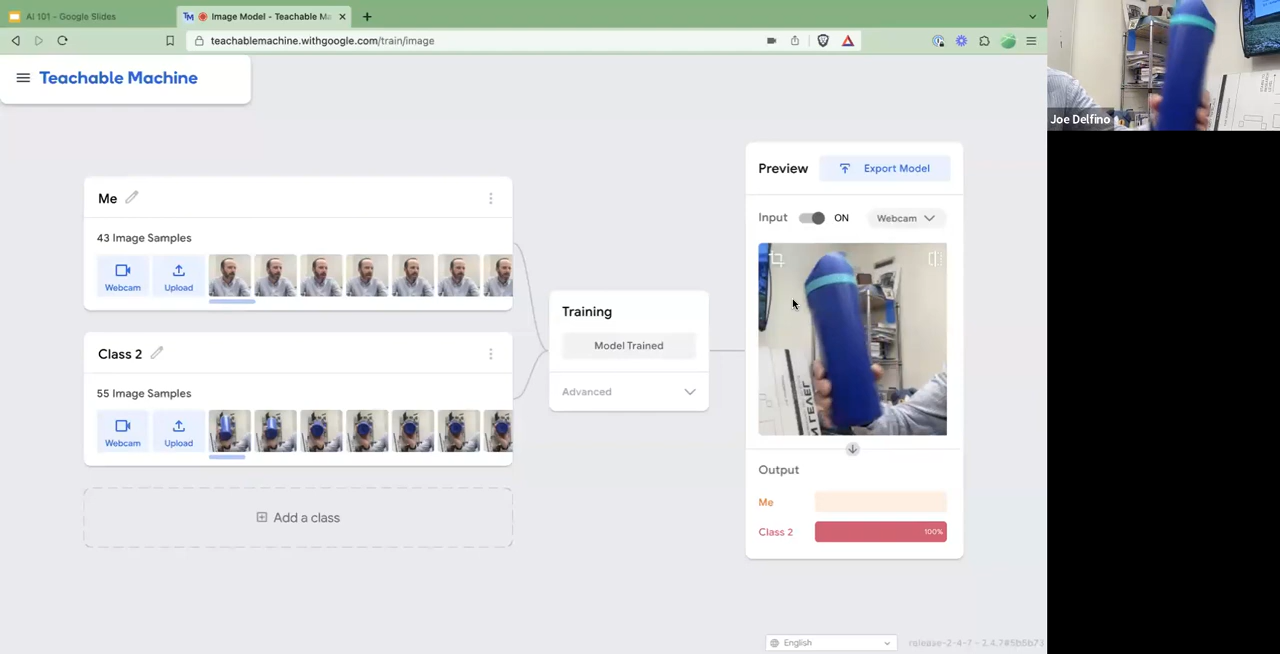 AI 101 - Google Slides
Image Model - Teachable Ma
teachablemachine.withgoogle.com/train/image
Teachable Machine
Joe Delfino
Me
43 Image Samples
Webcam
Upload
Class 2
55 Image Samples
Webcam
Upload
Add a class
Training
Model Trained
Advanced
Preview
Export Model
Input
ON
Webcam
Output
Me
Class 2
100%
English